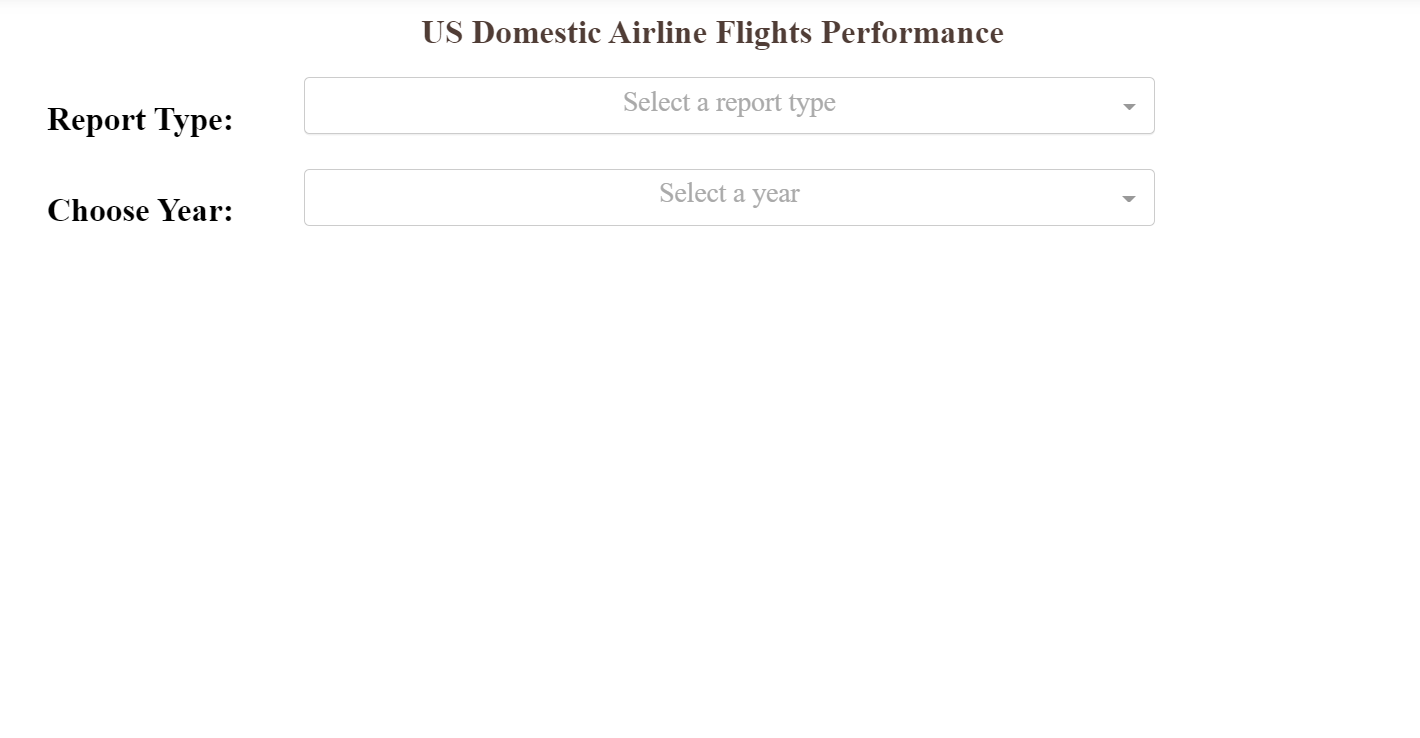 US Domestic Airline Flights Performance
Report Type:
Select a report type
Choose Year:
Select a year